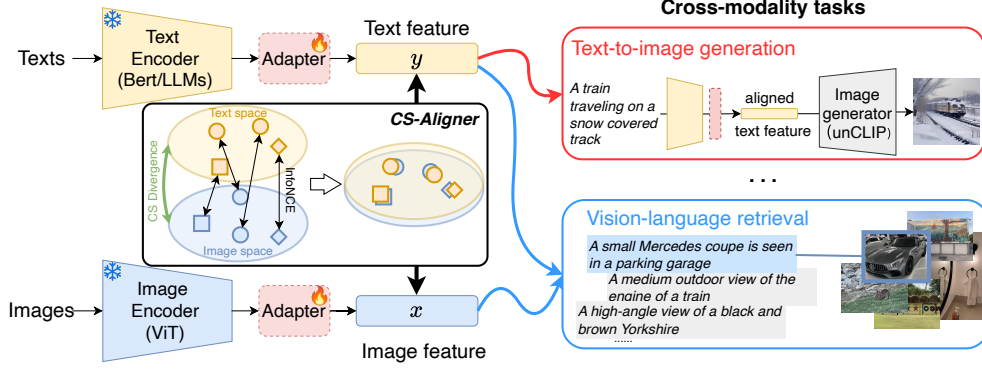 Cross-modality tasks
Texts
Text
Encoder
(Bert/LLMs)
Adapter
Text feature
y
Text-to-image generation
A train
traveling on a
snow covered
track
aligned
text feature
Image
generator
(unCLIP)
CS-Aligner
Text space
CS Divergence
InfoNCE
Image space
. . .
Vision-language retrieval
A small Mercedes coupe is seen
in a parking garage
A medium outdoor view of the
engine of a train
A high-angle view of a black and
brown Yorkshire
......
Images
Image
Encoder
(ViT)
Adapter
x
Image feature